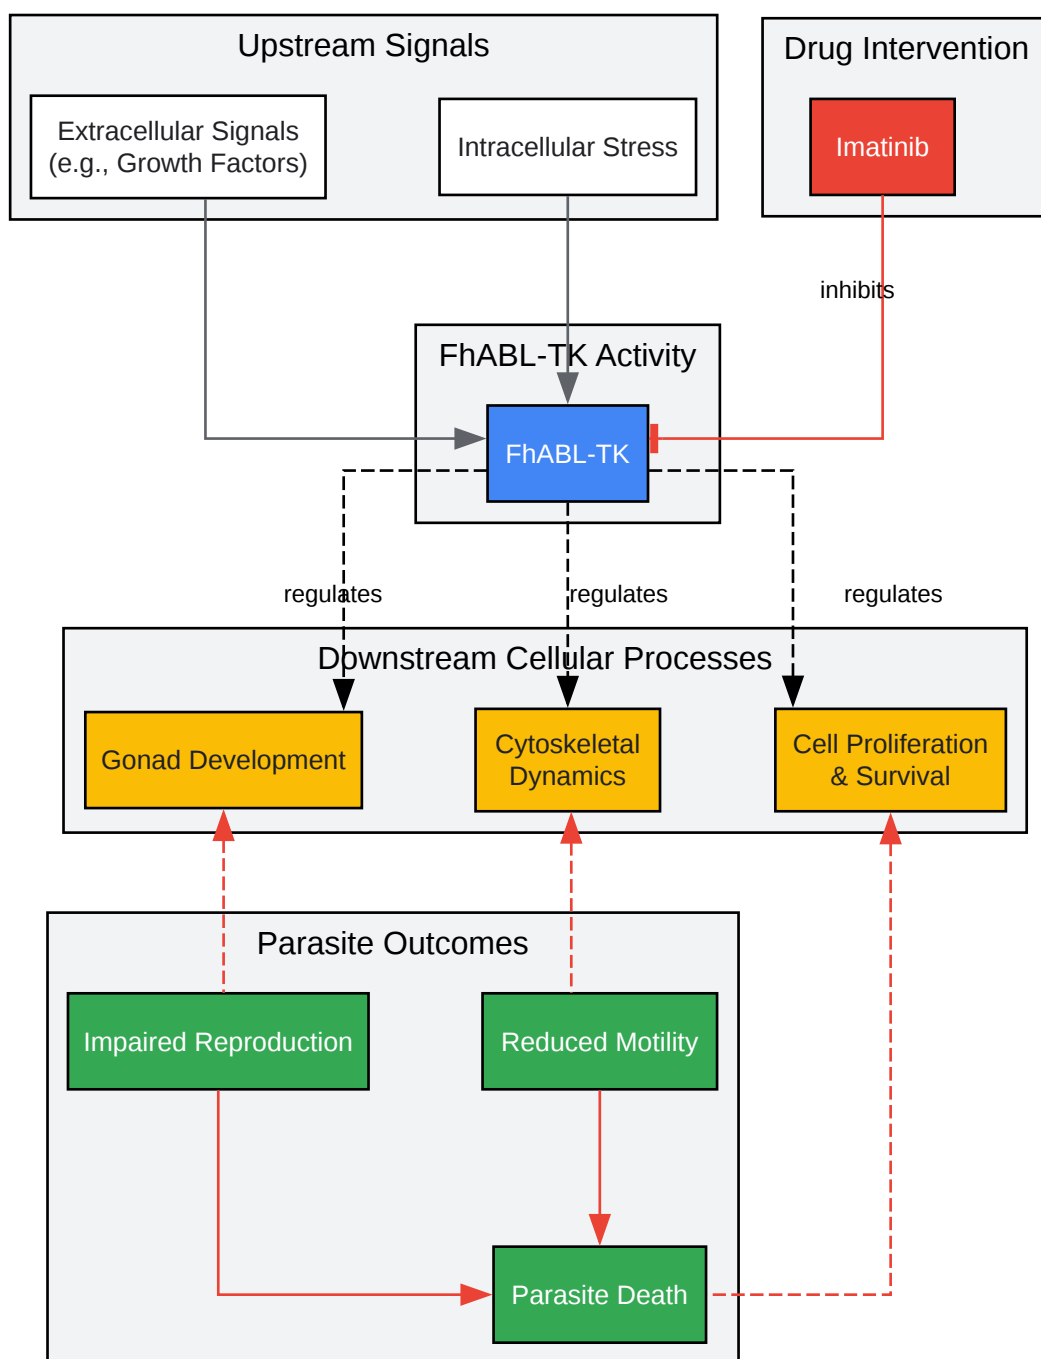 Upstream Signals
Drug Intervention
Extracellular Signals
(e.g., Growth Factors)
Intracellular Stress
Imatinib
inhibits
FhABL-TK Activity
FhABL-TK
regulates
regulates
regulates
Downstream Cellular Processes
Gonad Development
Cytoskeletal
Dynamics
Cell Proliferation
& Survival
Parasite Outcomes
Impaired Reproduction
Reduced Motility
Parasite Death